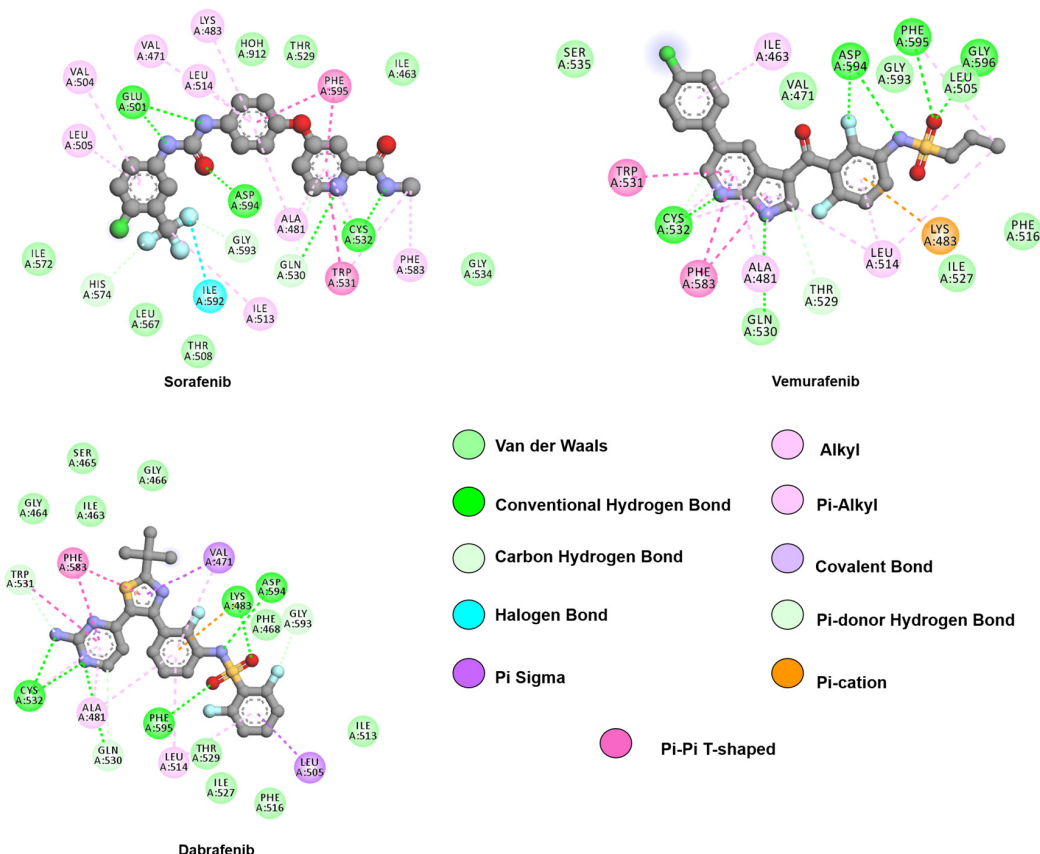 LYS
A:483
VAL
A:471
HOH
A:912
THR
A:529
ILE
A:463
VAL
A:504
LEU
A:514
PHE
A:595
GLU
A:501
LEU
A:505
ASP
A:594
ALA
A:481
CYS
A:532
GLY
A:593
ILE
A:572
GLN
A:530
TRP
A:531
PHE
A:583
GLY
A:534
HIS
A:574
ILE
A:592
ILE
A:513
LEU
A:567
THR
A:508
Sorafenib
SER
A:535
ILE
A:463
ASP
A:594
PHE
A:595
GLY
A:596
GLY
A:593
LEU
A:505
VAL
A:471
TRP
A:531
CYS
A:532
PHE
A:583
ALA
A:481
GLN
A:530
THR
A:529
LEU
A:514
LYS
A:483
ILE
A:527
PHE
A:516
Vemurafenib
SER
A:465
GLY
A:466
GLY
A:464
ILE
A:463
PHE
A:583
VAL
A:471
TRP
A:531
LYS
A:483
ASP
A:594
PHE
A:468
GLY
A:593
CYS
A:532
ALA
A:481
GLN
A:530
PHE
A:595
LEU
A:514
THR
A:529
ILE
A:527
PHE
A:516
LEU
A:505
ILE
A:513
Dabrafenib
Van der Waals
Conventional Hydrogen Bond
Carbon Hydrogen Bond
Halogen Bond
Pi Sigma
Alkyl
Pi-Alkyl
Covalent Bond
Pi-donor Hydrogen Bond
Pi-cation
Pi-Pi T-shaped